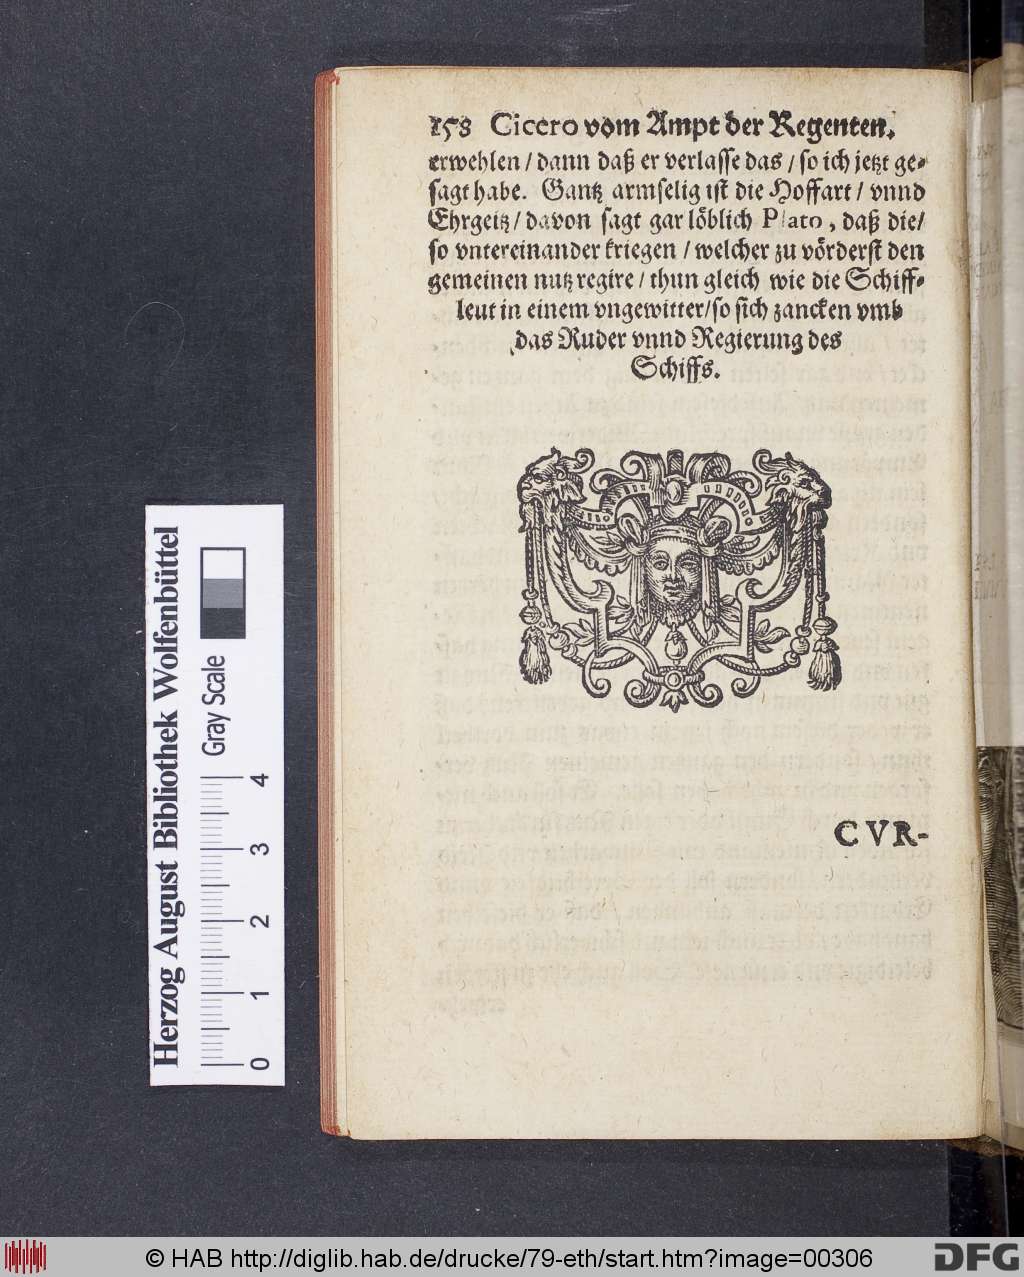 158 Cicero vom Ampt der Regenten.
erwehlen / dann daß er verlasse das / so ich jetzt ge-
sagt habe. Gantz armselig ist die Hoffart / vnnd
Ehrgeitz / davon sagt gar löblich Plato, daß die /
so vntereinander kriegen / welcher zu vörderst den
gemeinen nutz regire / thun gleich wie die Schiff-
leut in einem vngewitter / so sich zancken vmb
das Ruder vnnd Regierung des
Schiffs.
CVR-
Herzog August Bibliothek Wolfenbüttel
Gray Scale
0 1 2 3 4
© HAB http://diglib.hab.de/drucke/79-eth/start.htm?image=00306
DFG